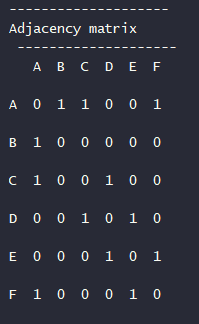 --------------------
Adjacency matrix
--------------------
A B C D E F
A 0 1 1 0 0 1
B 1 0 0 0 0 0
C 1 0 0 1 0 0
D 0 0 1 0 1 0
E 0 0 0 1 0 1
F 1 0 0 0 1 0